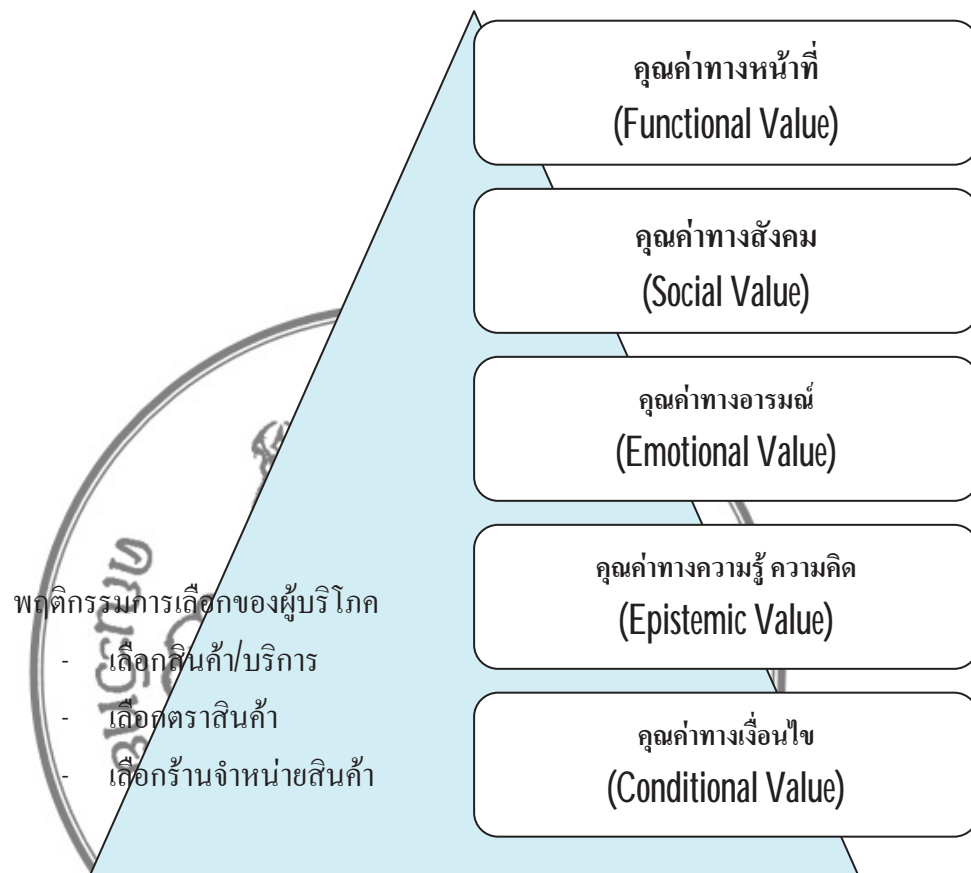 คุณค่าทางหน้าที่
(Functional Value)
คุณค่าทางสังคม
(Social Value)
คุณค่าทางอารมณ์
(Emotional Value)
คุณค่าทางความรู้ ความคิด
(Epistemic Value)
คุณค่าทางเงื่อนไข
(Conditional Value)
พฤติกรรมการเลือกของผู้บริโภค
- เลือกสินค้า/บริการ
- เลือกตราสินค้า
- เลือกร้านจำหน่ายสินค้า